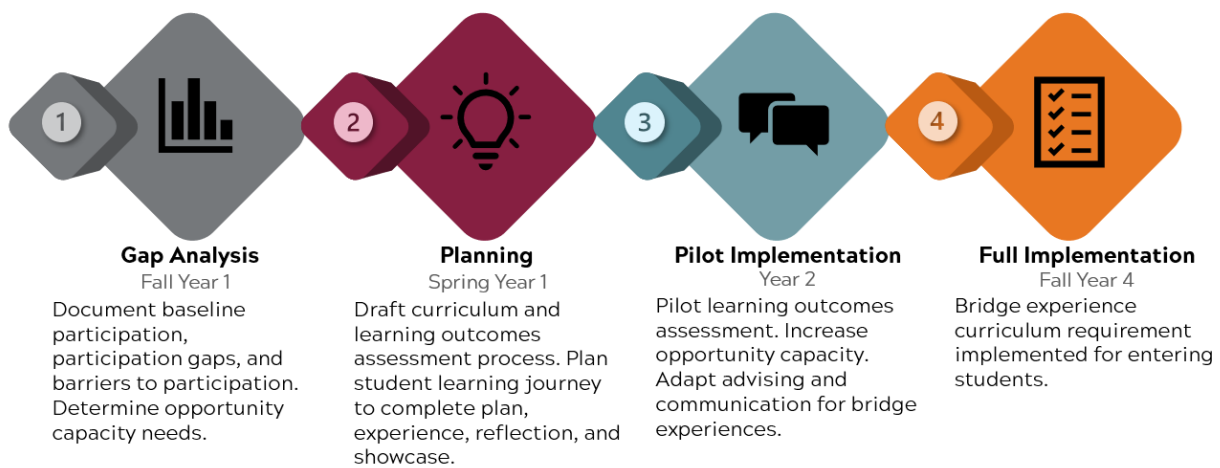 1
Gap Analysis
Fall Year 1
Document baseline
participation,
participation gaps, and
barriers to participation.
Determine opportunity
capacity needs.
2
Planning
Spring Year 1
Draft curriculum and
learning outcomes
assessment process. Plan
student learning journey
to complete plan,
experience, reflection, and
showcase.
3
Pilot Implementation
Year 2
Pilot learning outcomes
assessment. Increase
opportunity capacity.
Adapt advising and
communication for bridge
experiences.
4
Full Implementation
Fall Year 4
Bridge experience
curriculum requirement
implemented for entering
students.